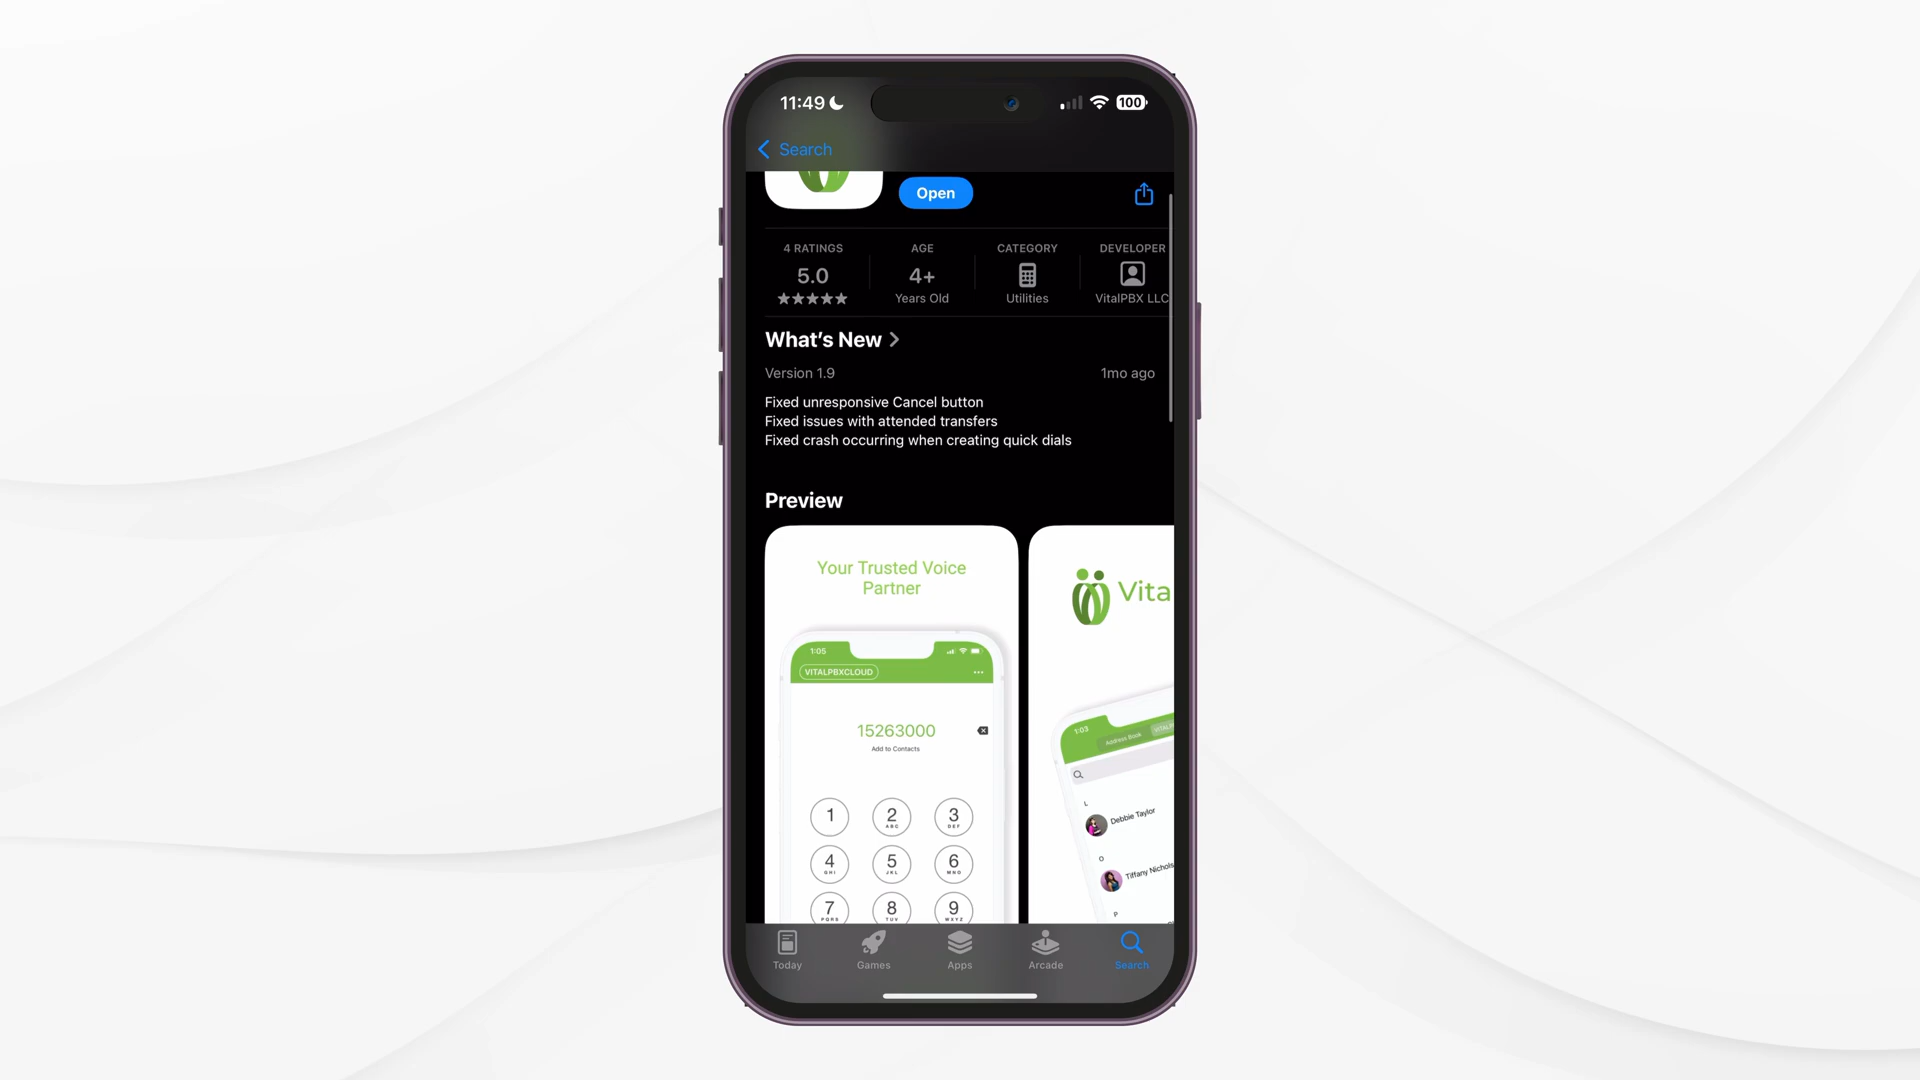 11:49
100
Search
Open
4 RATINGS
AGE
CATEGORY
DEVELOPER
5.0
4+
★★★★★
Years Old
Utilities
VitalPBX LLC
What's New
Version 1.9
1mo ago
Fixed unresponsive Cancel button
Fixed issues with attended transfers
Fixed crash occurring when creating quick dials
Preview
Your Trusted Voice
Partner
1:05
VITALPBXCLOUD
15263000
Add to Contacts
1
2
ABC
3
DEF
4
GHI
5
JKL
6
MNO
7
PQRS
8
TUV
9
WXYZ
Vita
1:03
Address Book
L
Debbie Taylor
O
Tiffany Nichols
P
Today
Games
Apps
Arcade
Search